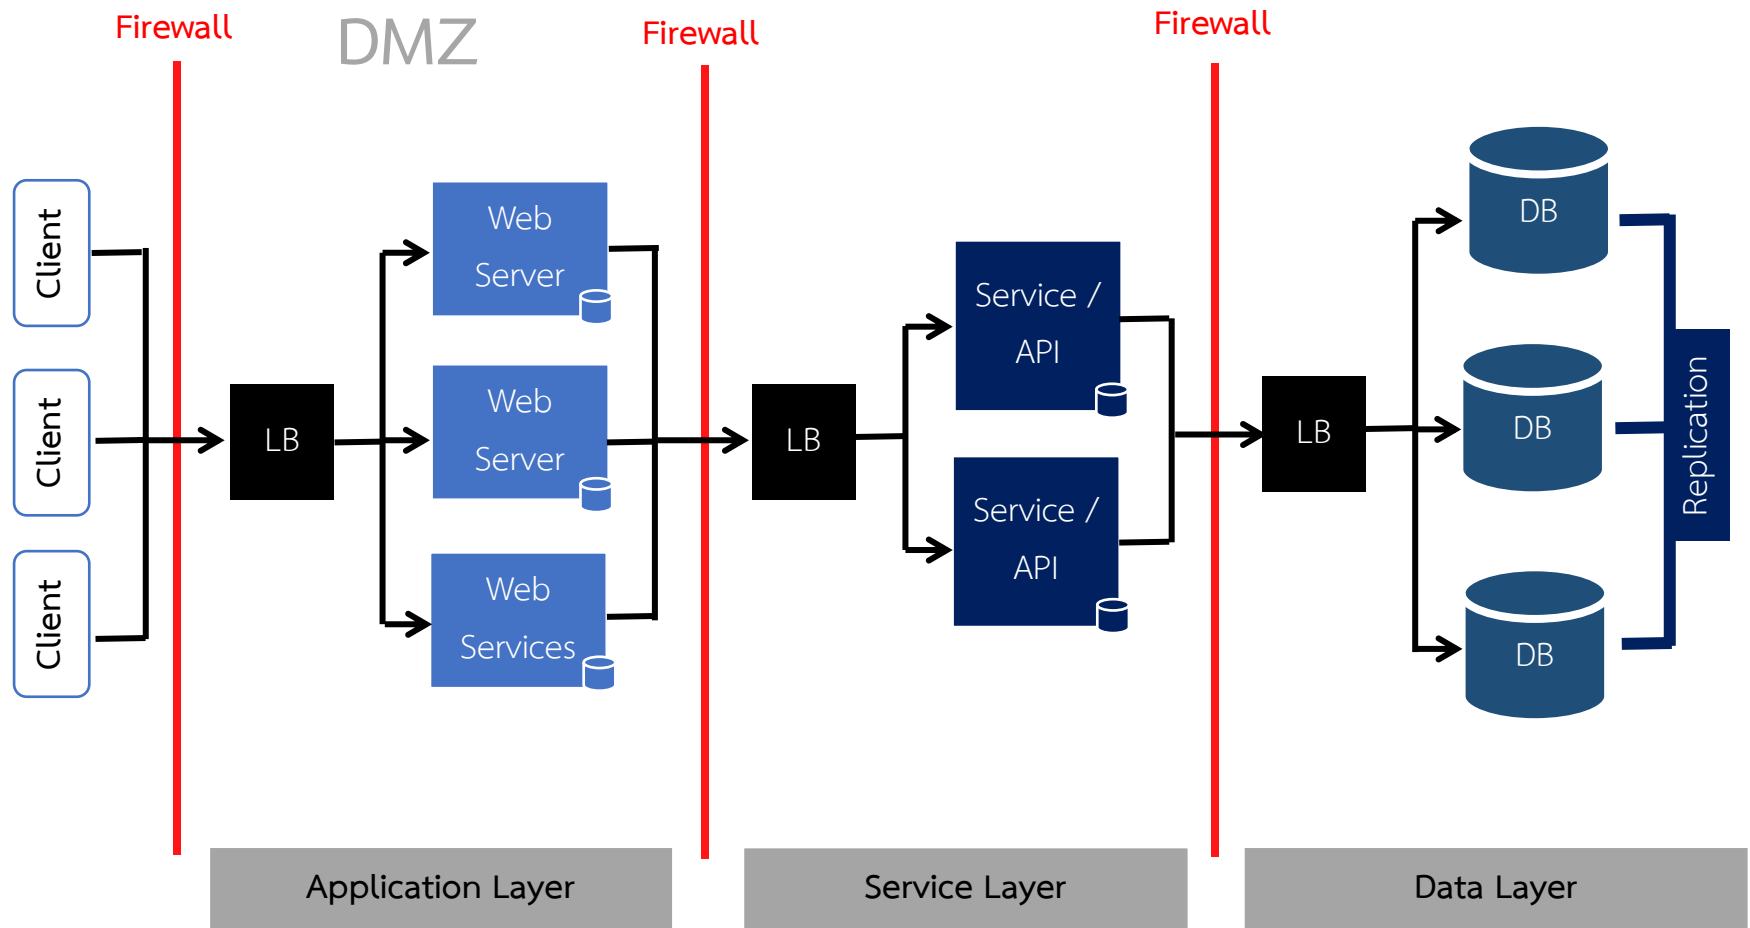 Firewall
DMZ
Firewall
Firewall
Client
Client
Client
LB
Web
Server
Web
Server
Web
Services
LB
Service /
API
Service /
API
LB
DB
DB
DB
Replication
Application Layer
Service Layer
Data Layer